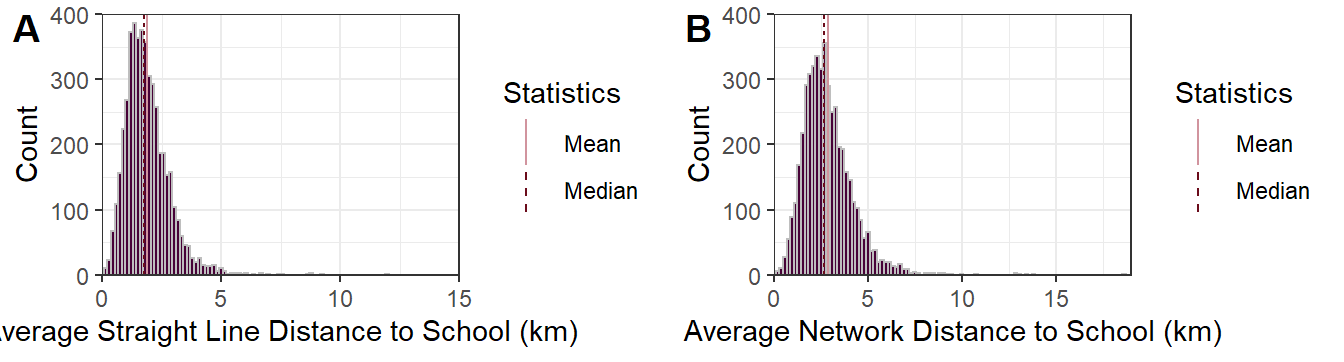 A
400
300
200
100
0
Count
0 5 10 15
verage Straight Line Distance to School (km)
Statistics
Mean
Median
B
400
300
200
100
0
Count
0 5 10 15
Average Network Distance to School (km)
Statistics
Mean
Median